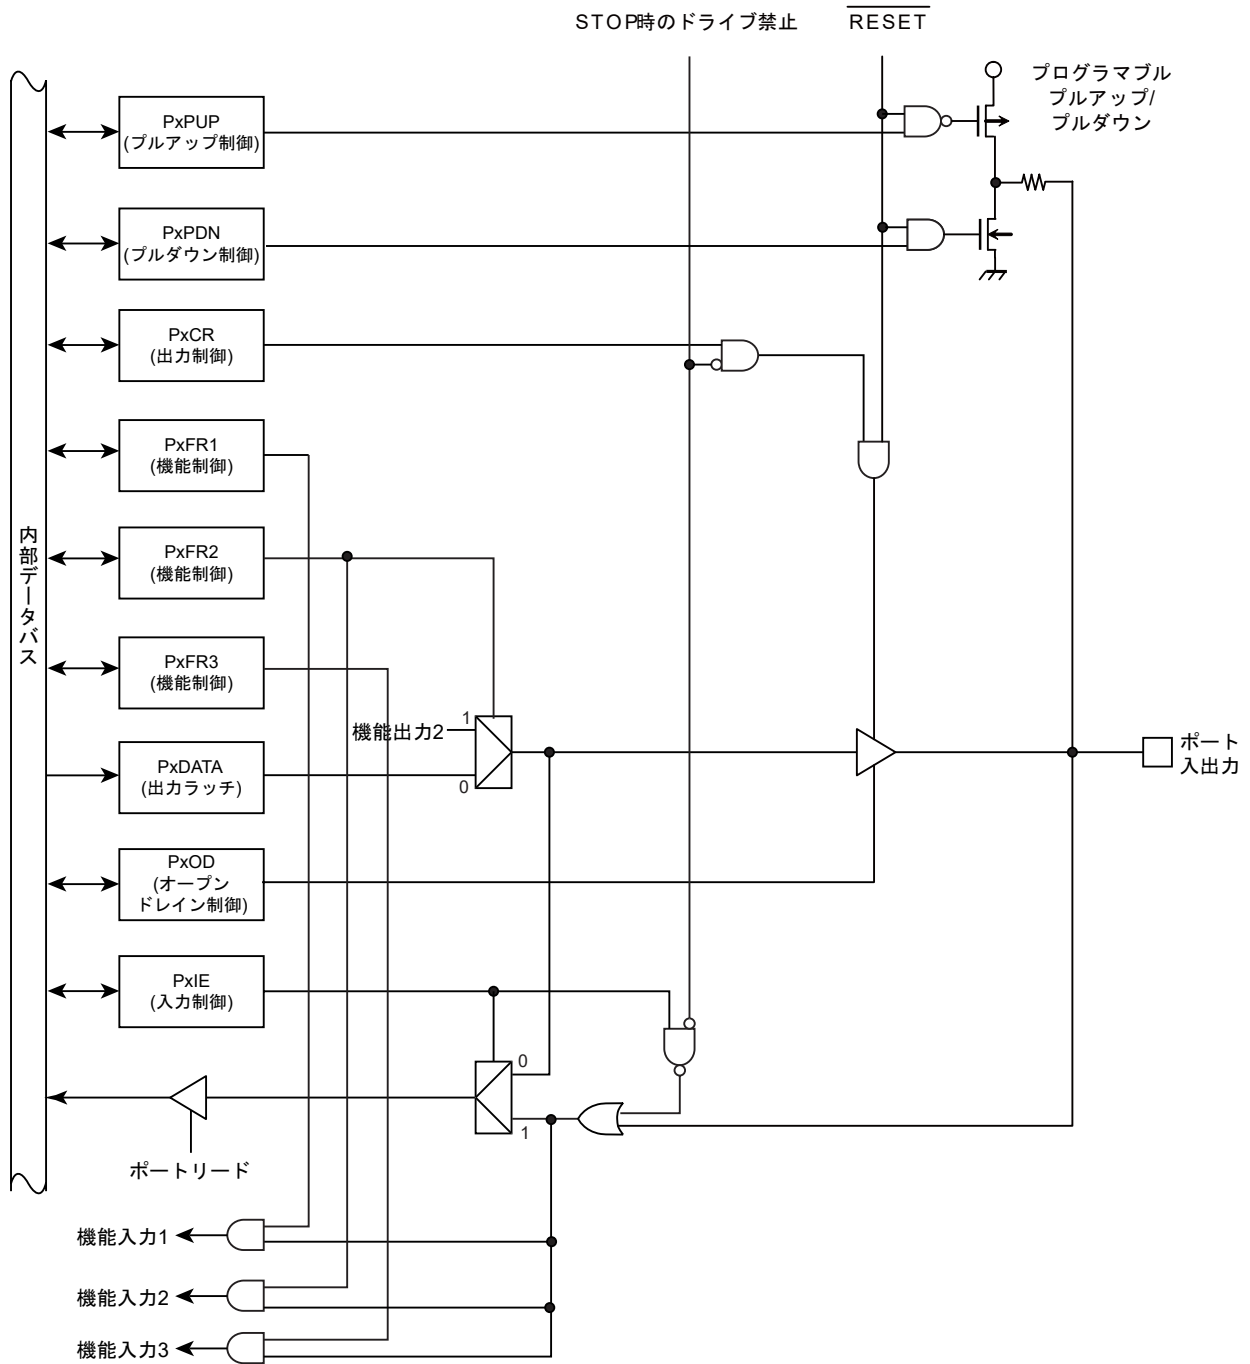 STOP時のドライブ禁止
RESET
プログラマブル
プルアップ/
プルダウン
PxPUP
(プルアップ制御)
PxPDN
(プルダウン制御)
PxCR
(出力制御)
PxFR1
(機能制御)
内部データバス
PxFR2
(機能制御)
PxFR3
(機能制御)
機能出力2
1
0
PxDATA
(出力ラッチ)
ポート
入出力
PxOD
(オープン
ドレイン制御)
PxIE
(入力制御)
0
1
ポートリード
機能入力1
機能入力2
機能入力3